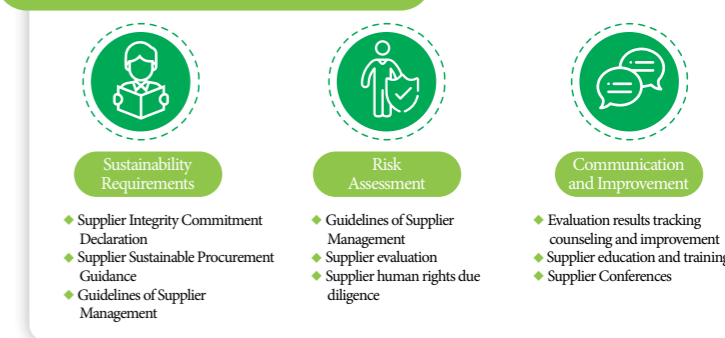 Sustainability
Requirements
◆ Supplier Integrity Commitment
Declaration
◆ Supplier Sustainable Procurement
Guidance
◆ Guidelines of Supplier
Management
Risk
Assessment
◆ Guidelines of Supplier
Management
◆ Supplier evaluation
◆ Supplier human rights due
diligence
Communication
and Improvement
◆ Evaluation results tracking
counseling and improvement
◆ Supplier education and training
◆ Supplier Conferences